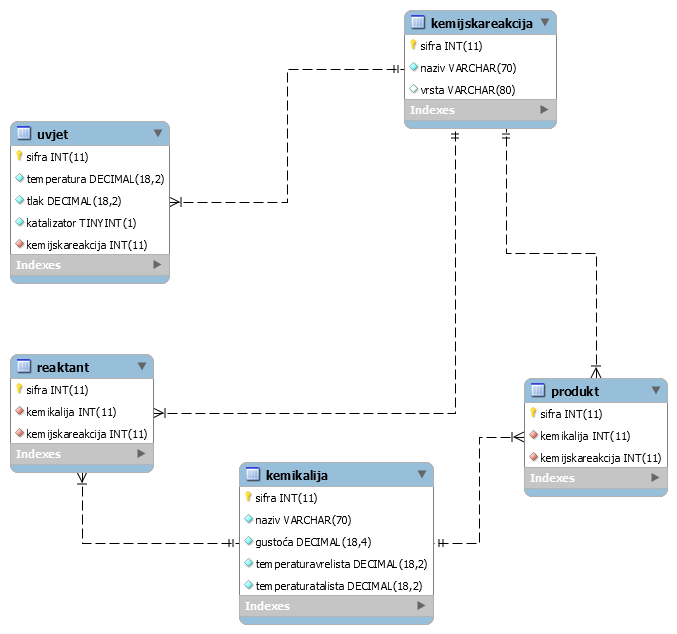 kemijskareakcija
sifra INT(11)
naziv VARCHAR(70)
vrsta VARCHAR(80)
Indexes
uvjet
sifra INT(11)
temperatura DECIMAL(18,2)
tlak DECIMAL(18,2)
katalizator TINYINT(1)
kemijskareakcija INT(11)
Indexes
reaktant
sifra INT(11)
kemikalija INT(11)
kemijskareakcija INT(11)
Indexes
produkt
sifra INT(11)
kemikalija INT(11)
kemijskareakcija INT(11)
Indexes
kemikalija
sifra INT(11)
naziv VARCHAR(70)
gustoća DECIMAL(18,4)
temperaturavrelista DECIMAL(18,2)
temperaturatalista DECIMAL(18,2)
Indexes